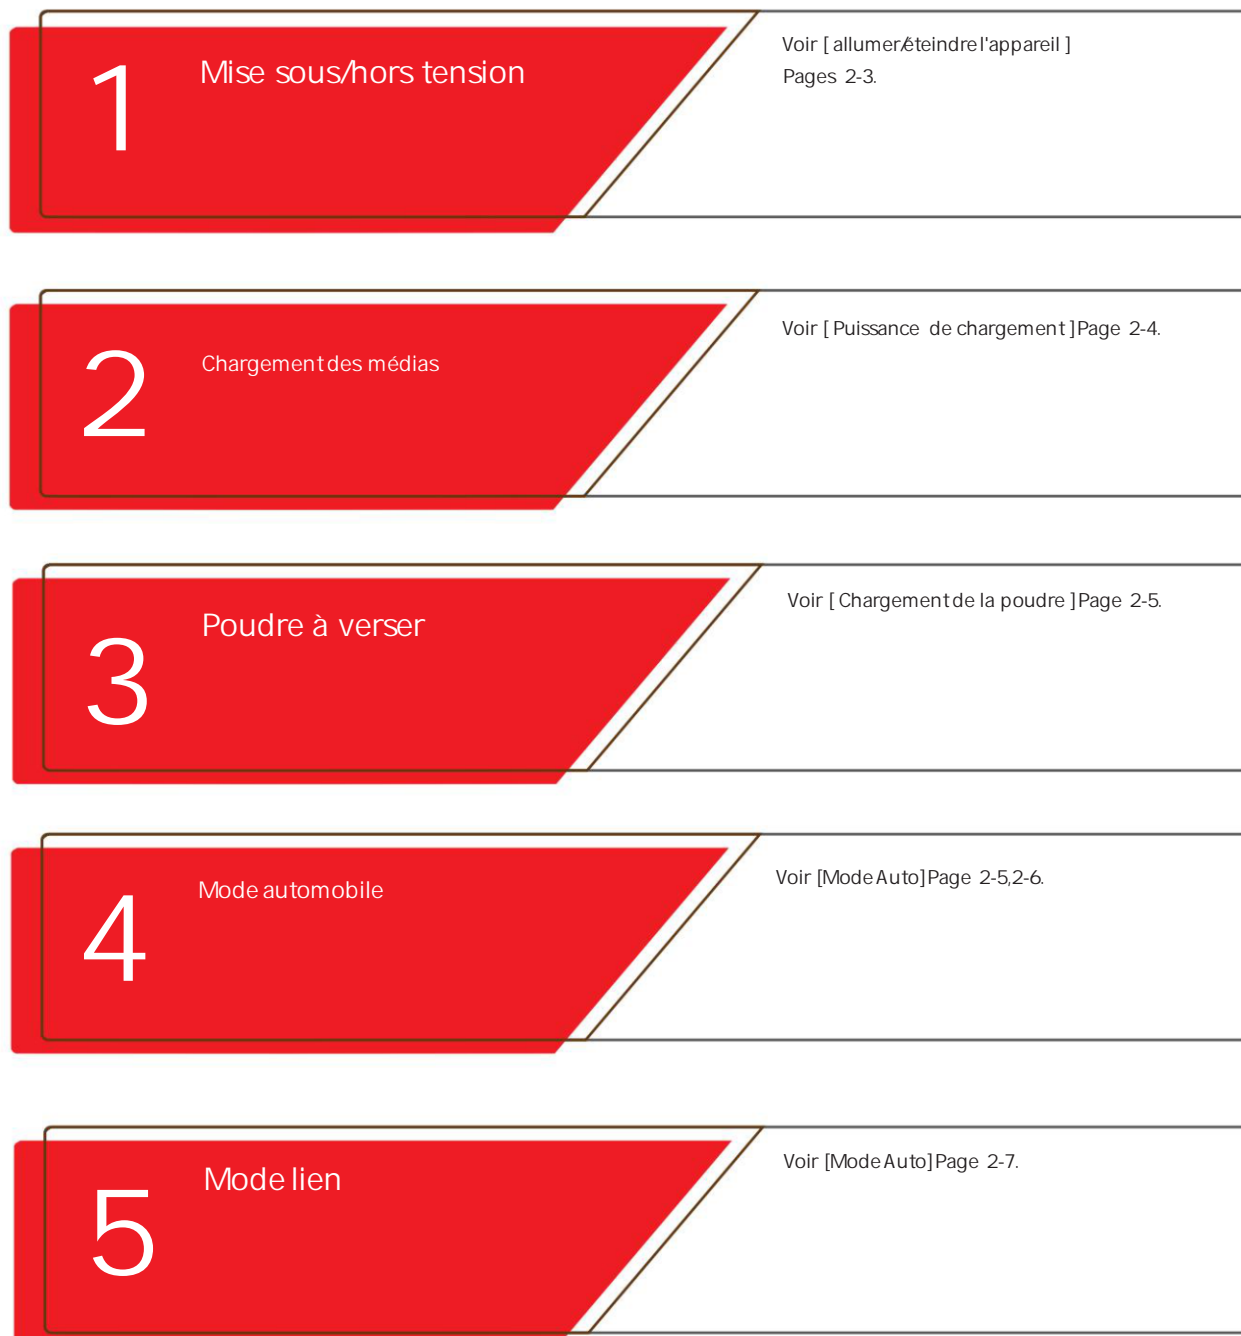 1
Mise sous/hors tension
Voir [ allumer/éteindre l'appareil ]
Pages 2-3.
2
Chargement des médias
Voir [ Puissance de chargement ] Page 2-4.
3
Poudre à verser
Voir [ Chargement de la poudre ] Page 2-5.
4
Mode automobile
Voir [Mode Auto] Page 2-5,2-6.
5
Mode lien
Voir [Mode Auto] Page 2-7.